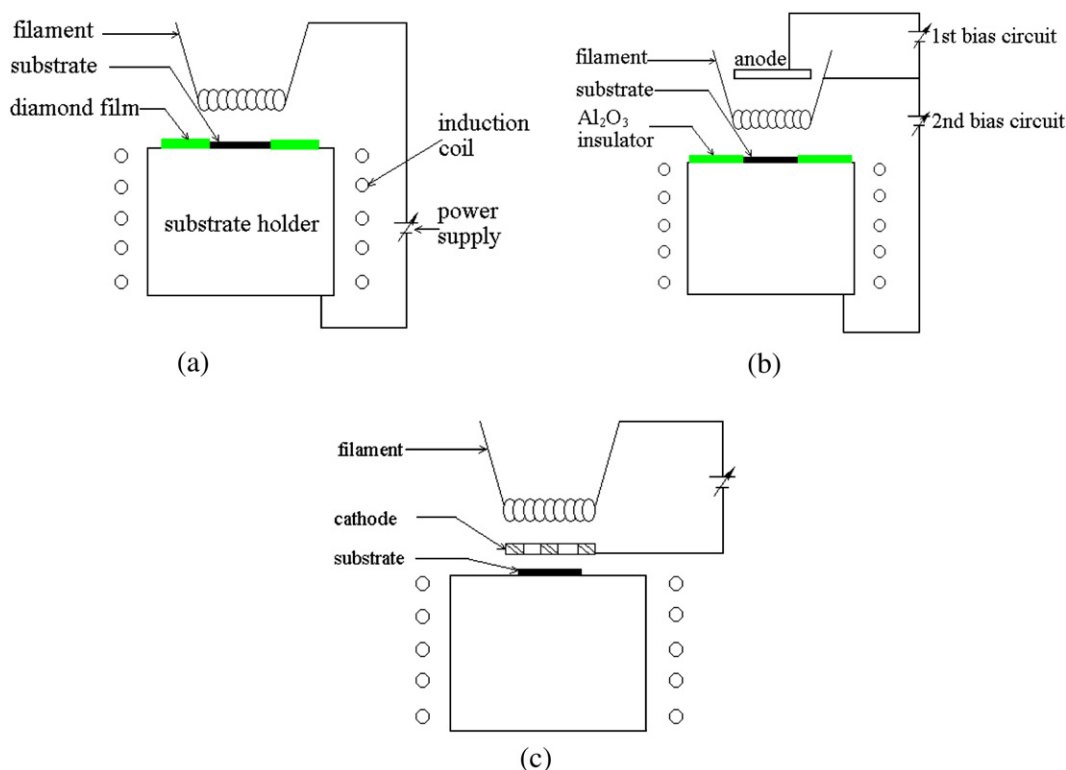 filament
substrate
diamond film
induction
coil
substrate holder
power
supply
(a)
1st bias circuit
filament
anode
substrate
Al₂O₃
insulator
2nd bias circuit
(b)
filament
cathode
substrate
(c)